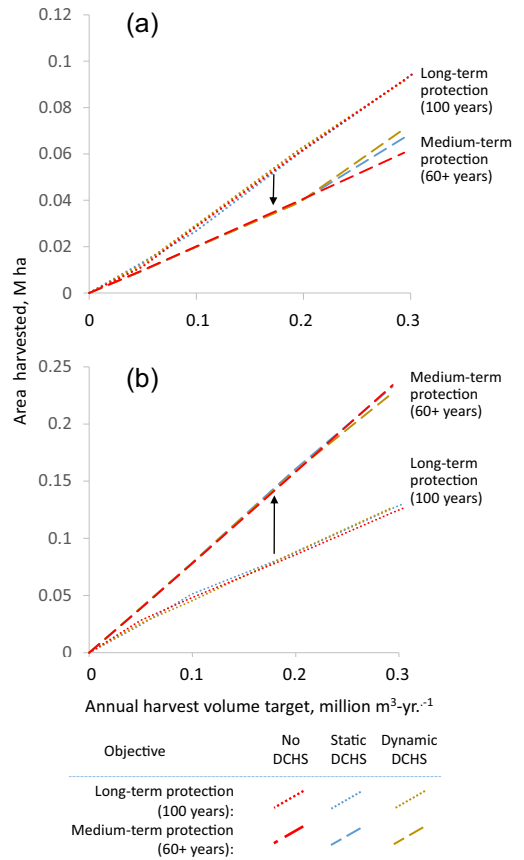 (a)
0.12
0.1
0.08
0.06
0.04
0.02
0
0
0.1
0.2
0.3
Long-term
protection
(100 years)
Medium-term
protection
(60+ years)
Area harvested, M ha
(b)
0.25
0.2
0.15
0.1
0.05
0
0
0.1
0.2
0.3
Medium-term
protection
(60+ years)
Long-term
protection
(100 years)
Annual harvest volume target, million m³-yr.⁻¹
Objective
No
DCHS
Static
DCHS
Dynamic
DCHS
Long-term protection
(100 years):
Medium-term protection
(60+ years):